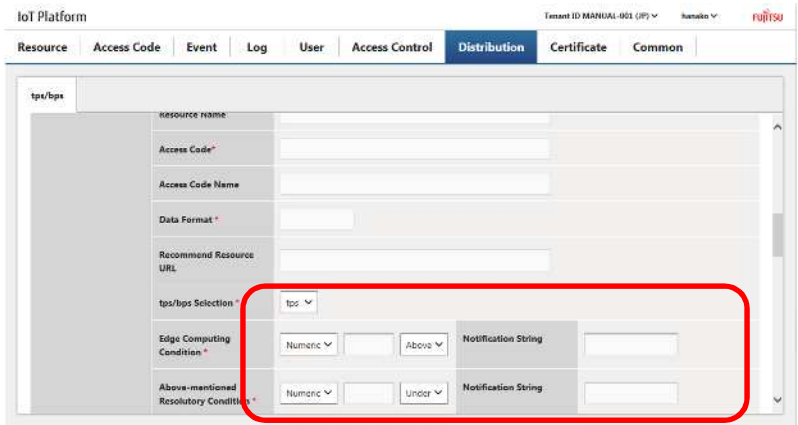 IoT Platform
Tenant ID MANUAL-001 (JP)
hanako
FUJITSU
Resource
Access Code
Event
Log
User
Access Control
Distribution
Certificate
Common
tps/bps
Resource Name
Access Code*
Access Code Name
Data Format *
Recommend Resource
URL
tps/bps Selection *
tps
Edge Computing
Condition *
Numeric
Above
Notification String
Above-mentioned
Resolutory Condition *
Numeric
Under
Notification String